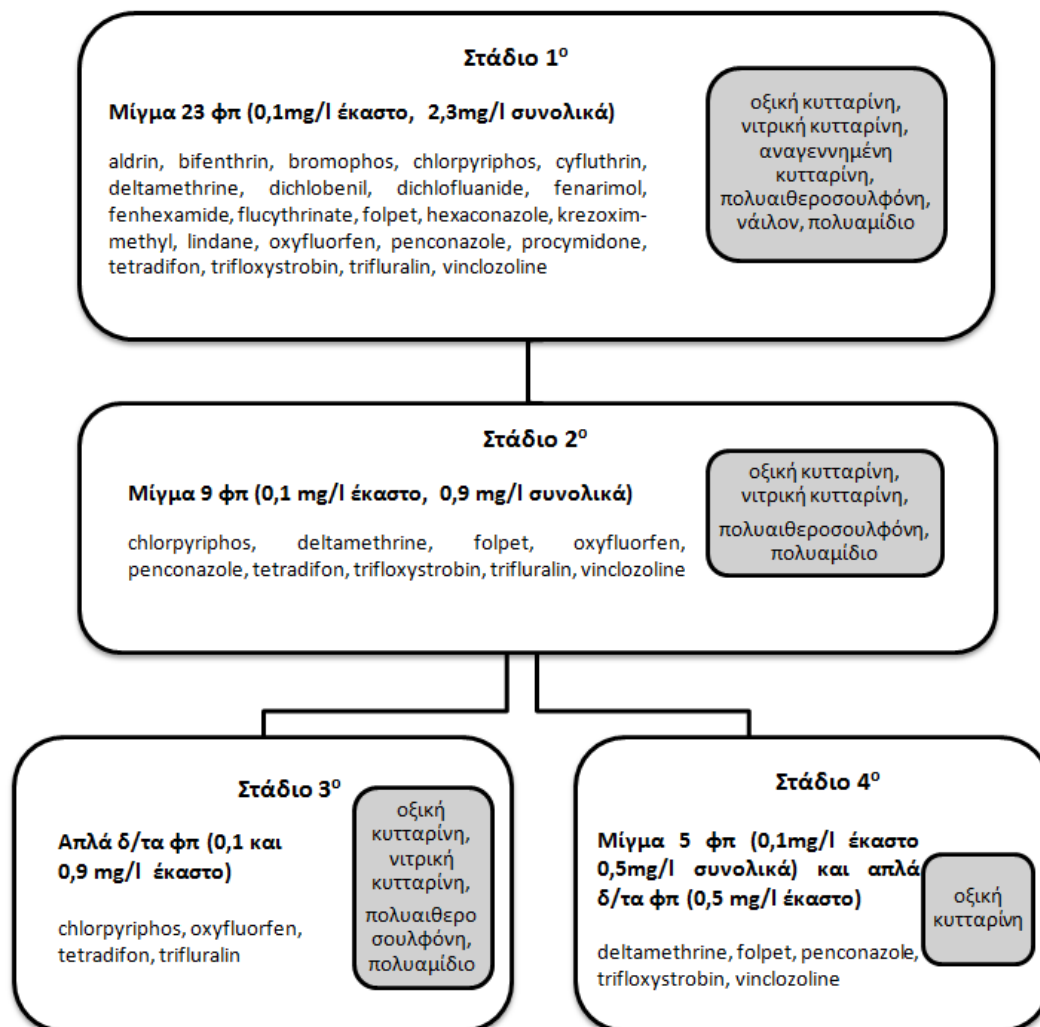 Στάδιο 1ο
Μίγμα 23 φπ (0,1mg/l έκαστο, 2,3mg/l συνολικά)
aldrin, bifenthrin, bromophos, chlorpyriphos, cyfluthrin,
deltamethrine, dichlobenil, dichlofluanide, fenarimol,
fenhexamide, flucythrinate, folpet, hexaconazole, krezoxim-
methyl, lindane, oxyfluorfen, penconazole, procymidone,
tetradifon, trifloxystrobin, trifluralin, vinclozoline
οξική κυτταρίνη,
νιτρική κυτταρίνη,
αναγεννημένη
κυτταρίνη,
πολυαιθεροσουλφόνη,
νάιλον, πολυαμίδιο
Στάδιο 2ο
Μίγμα 9 φπ (0,1 mg/l έκαστο, 0,9 mg/l συνολικά)
chlorpyriphos, deltamethrine, folpet, oxyfluorfen,
penconazole, tetradifon, trifloxystrobin, trifluralin, vinclozoline
οξική κυτταρίνη,
νιτρική κυτταρίνη,
πολυαιθεροσουλφόνη,
πολυαμίδιο
Στάδιο 3ο
Απλά δ/τα φπ (0,1 και
0,9 mg/l έκαστο)
chlorpyriphos, oxyfluorfen,
tetradifon, trifluralin
οξική
κυτταρίνη,
νιτρική
κυτταρίνη,
πολυαιθερο
σουλφόνη,
πολυαμίδιο
Στάδιο 4ο
Μίγμα 5 φπ (0,1mg/l έκαστο
0,5mg/l συνολικά) και απλά
δ/τα φπ (0,5 mg/l έκαστο)
deltamethrine, folpet, penconazole,
trifloxystrobin, vinclozoline
οξική
κυτταρίνη